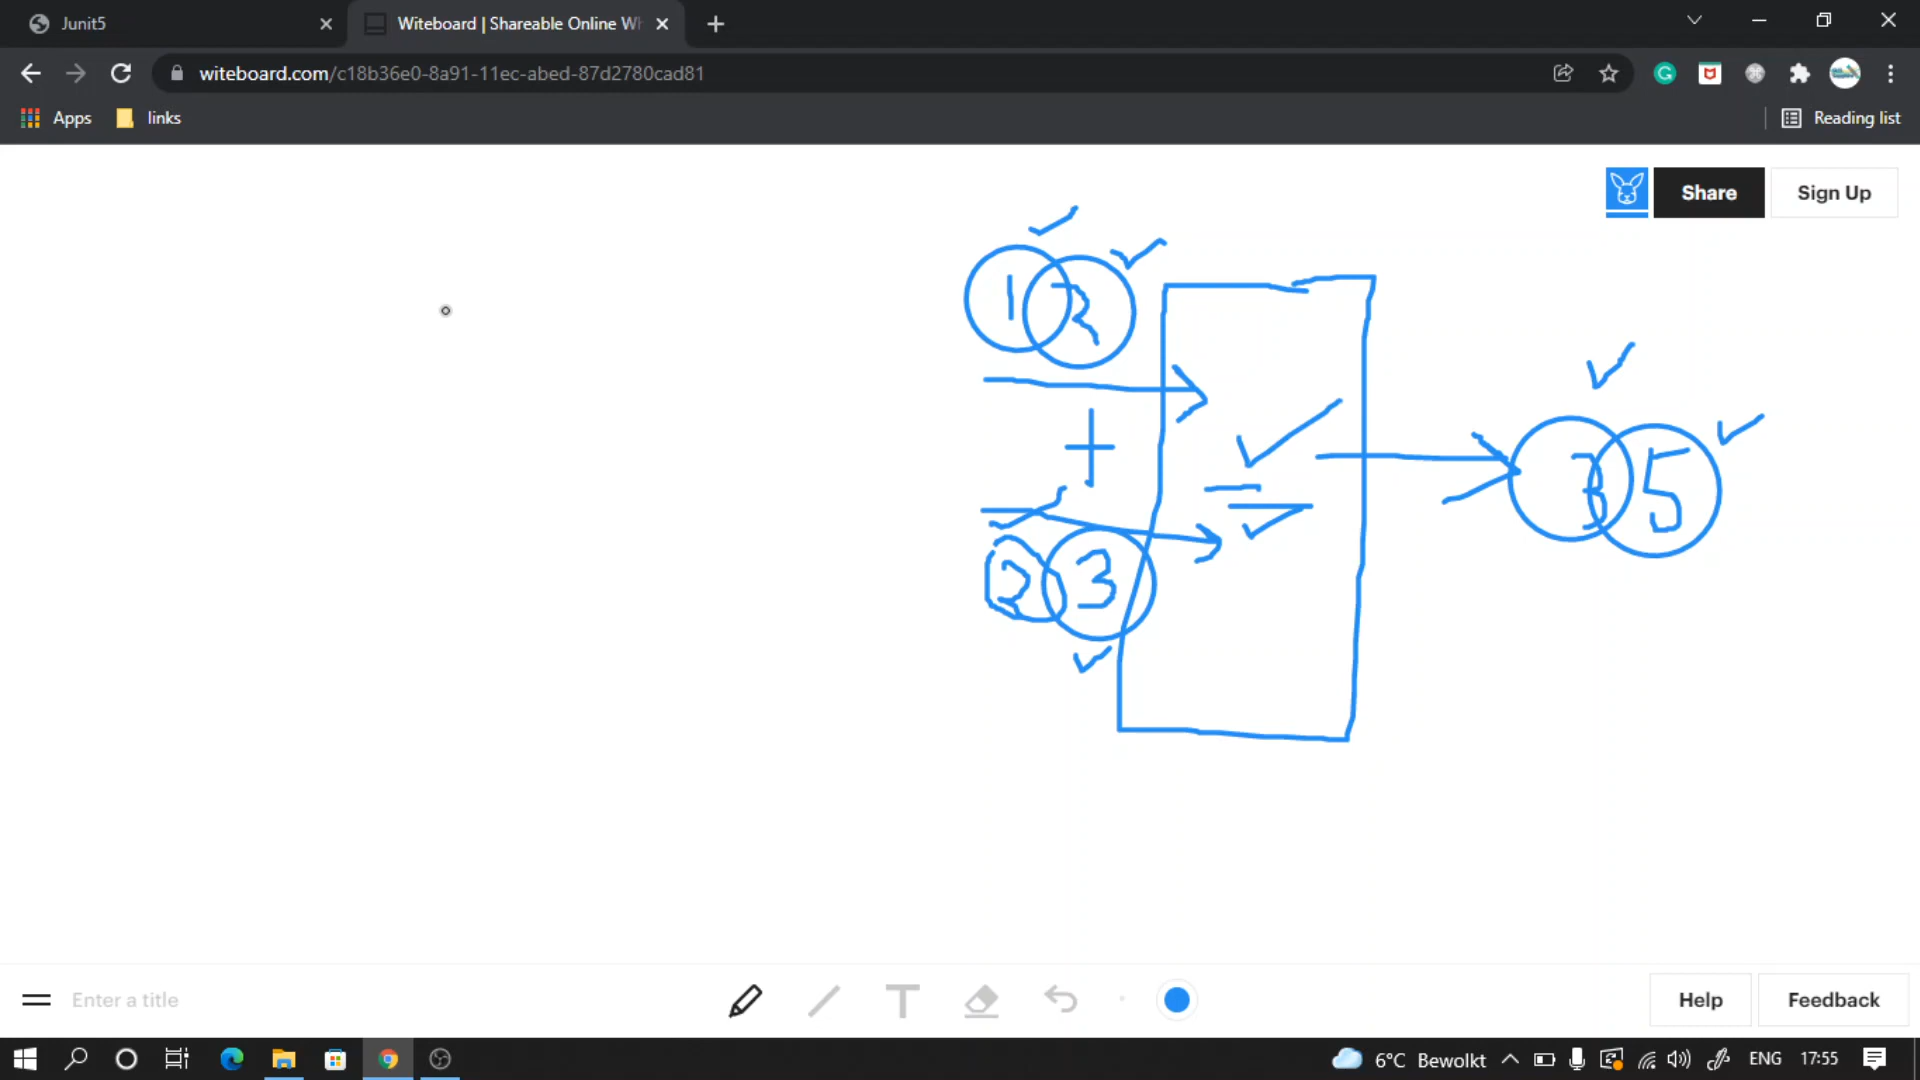 Junit5
Witeboard | Shareable Online Wh
witeboard.com/c18b36e0-8a91-11ec-abed-87d2780cad81
Apps
links
Reading list
Share
Sign Up
1 2
+
3 5
2 3
Enter a title
T
Help
Feedback
6°C Bewolkt
ENG
17:55